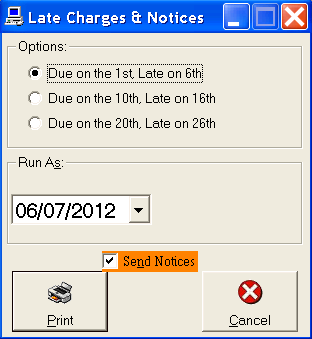 Late Charges & Notices
Options:
Due on the 1st, Late on 6th
Due on the 10th, Late on 16th
Due on the 20th, Late on 26th
Run As:
06/07/2012
Send Notices
Print
Cancel